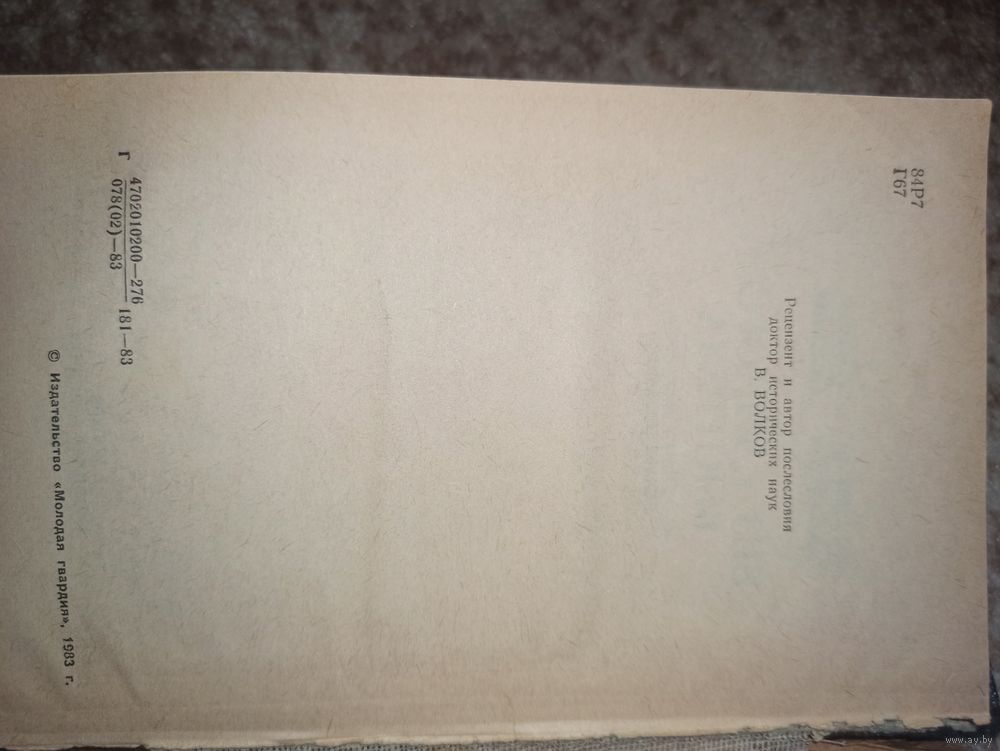 84Р7
Г67
Рецензент и автор послесловия
доктор исторических наук
В. ВОЛКОВ
Г 4702010200—276 181—83
078(02)—83
© Издательство «Молодая гвардия», 1983 г.
www.ay.by